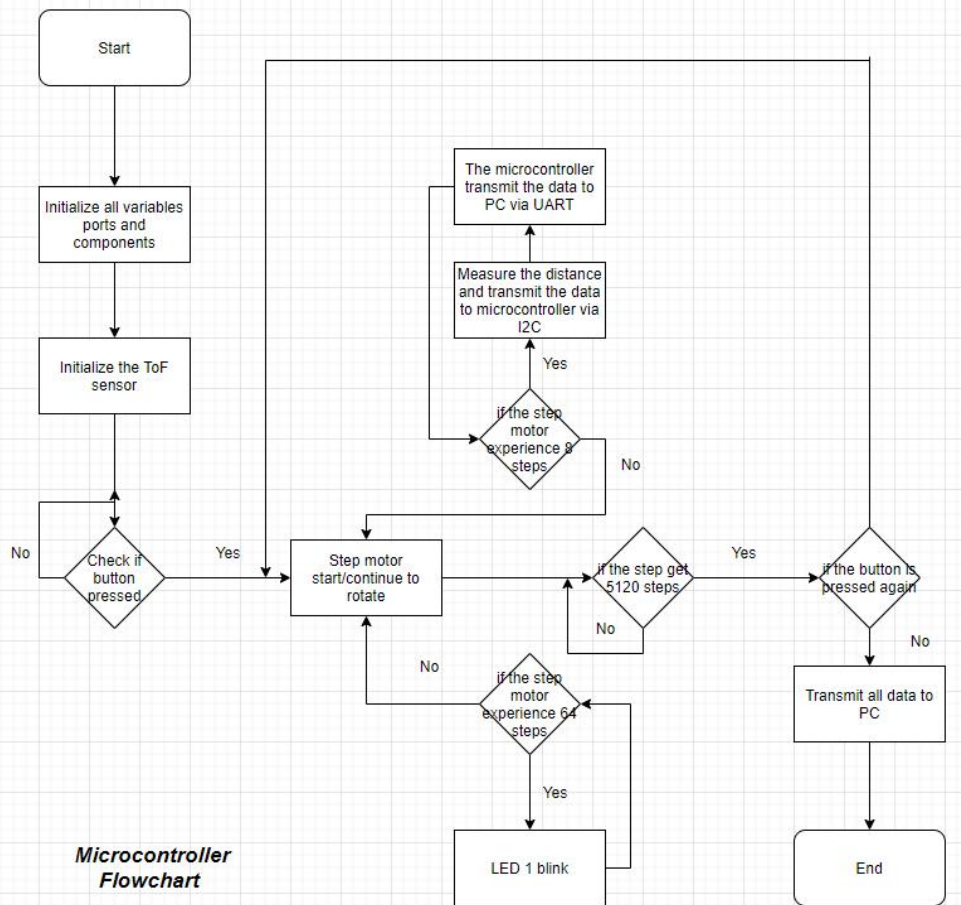 Start
Initialize all variables
ports and
components
Initialize the ToF
sensor
No
Check if
button
pressed
Yes
The microcontroller
transmit the data to
PC via UART
Measure the distance
and transmit the data
to microcontroller via
I2C
Yes
if the step
motor
experience 8
steps
No
Step motor
start/continue to
rotate
if the step get
5120 steps
Yes
No
if the button is
pressed again
No
No
if the step
motor
experience 64
steps
Yes
LED 1 blink
Transmit all data to
PC
End
Microcontroller
Flowchart